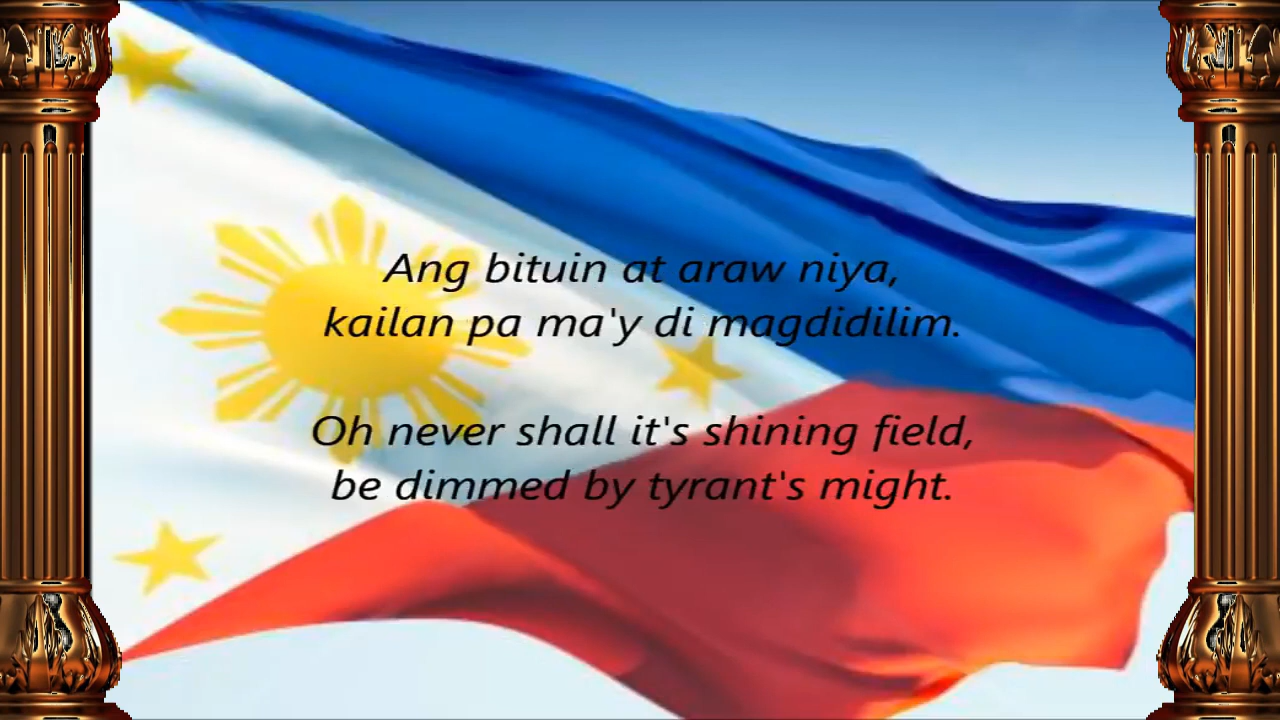 Ang bituin at araw niya,
kailan pa ma'y di magdidilim.
Oh never shall it's shining field,
be dimmed by tyrant's might.